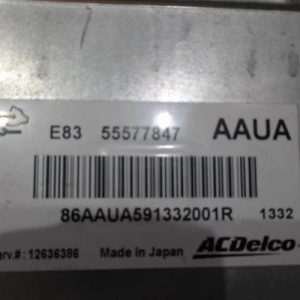 E83 55577847 AAUA
86AAUA591332001R 1332
erv.#: 12636386 Made in Japan ACDelco